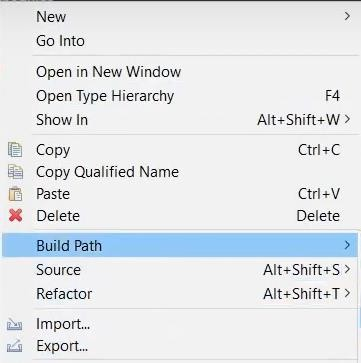 New >
Go Into
Open in New Window
Open Type Hierarchy F4
Show In Alt+Shift+W >
Copy Ctrl+C
Copy Qualified Name
Paste Ctrl+V
Delete Delete
Build Path >
Source Alt+Shift+S >
Refactor Alt+Shift+T >
Import...
Export...